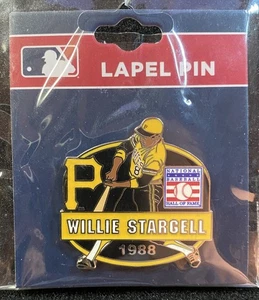 LAPEL PIN
P
8
NATIONAL
BASEBALL
HALL OF FAME
WILLIE STARGELL
1988